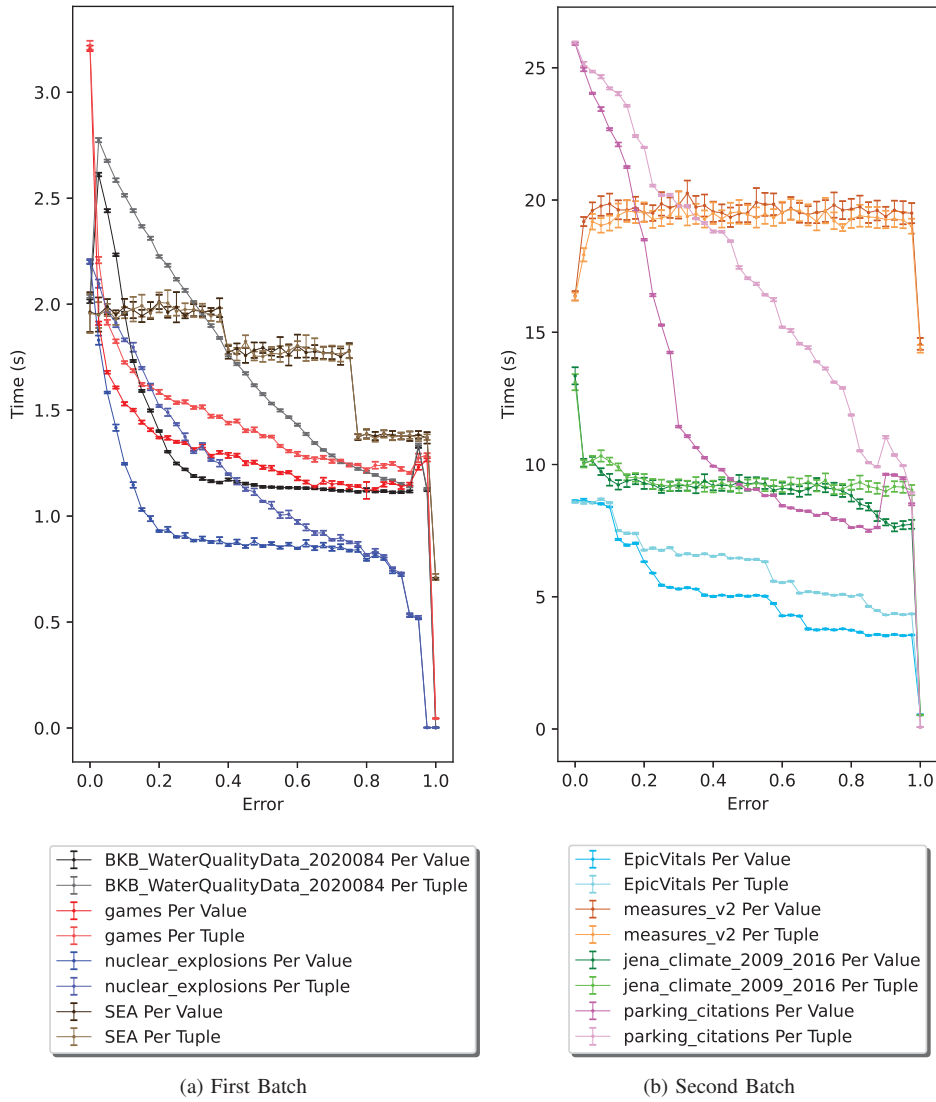 3.0
2.5
2.0
1.5
1.0
0.5
0.0
Time (s)
0.0 0.2 0.4 0.6 0.8 1.0
Error
25
20
15
10
5
0
Time (s)
0.0 0.2 0.4 0.6 0.8 1.0
Error
BKB_WaterQualityData_2020084 Per Value
BKB_WaterQualityData_2020084 Per Tuple
games Per Value
games Per Tuple
nuclear_explosions Per Value
nuclear_explosions Per Tuple
SEA Per Value
SEA Per Tuple
EpicVitals Per Value
EpicVitals Per Tuple
measures_v2 Per Value
measures_v2 Per Tuple
jena_climate_2009_2016 Per Value
jena_climate_2009_2016 Per Tuple
parking_citations Per Value
parking_citations Per Tuple
(a) First Batch
(b) Second Batch